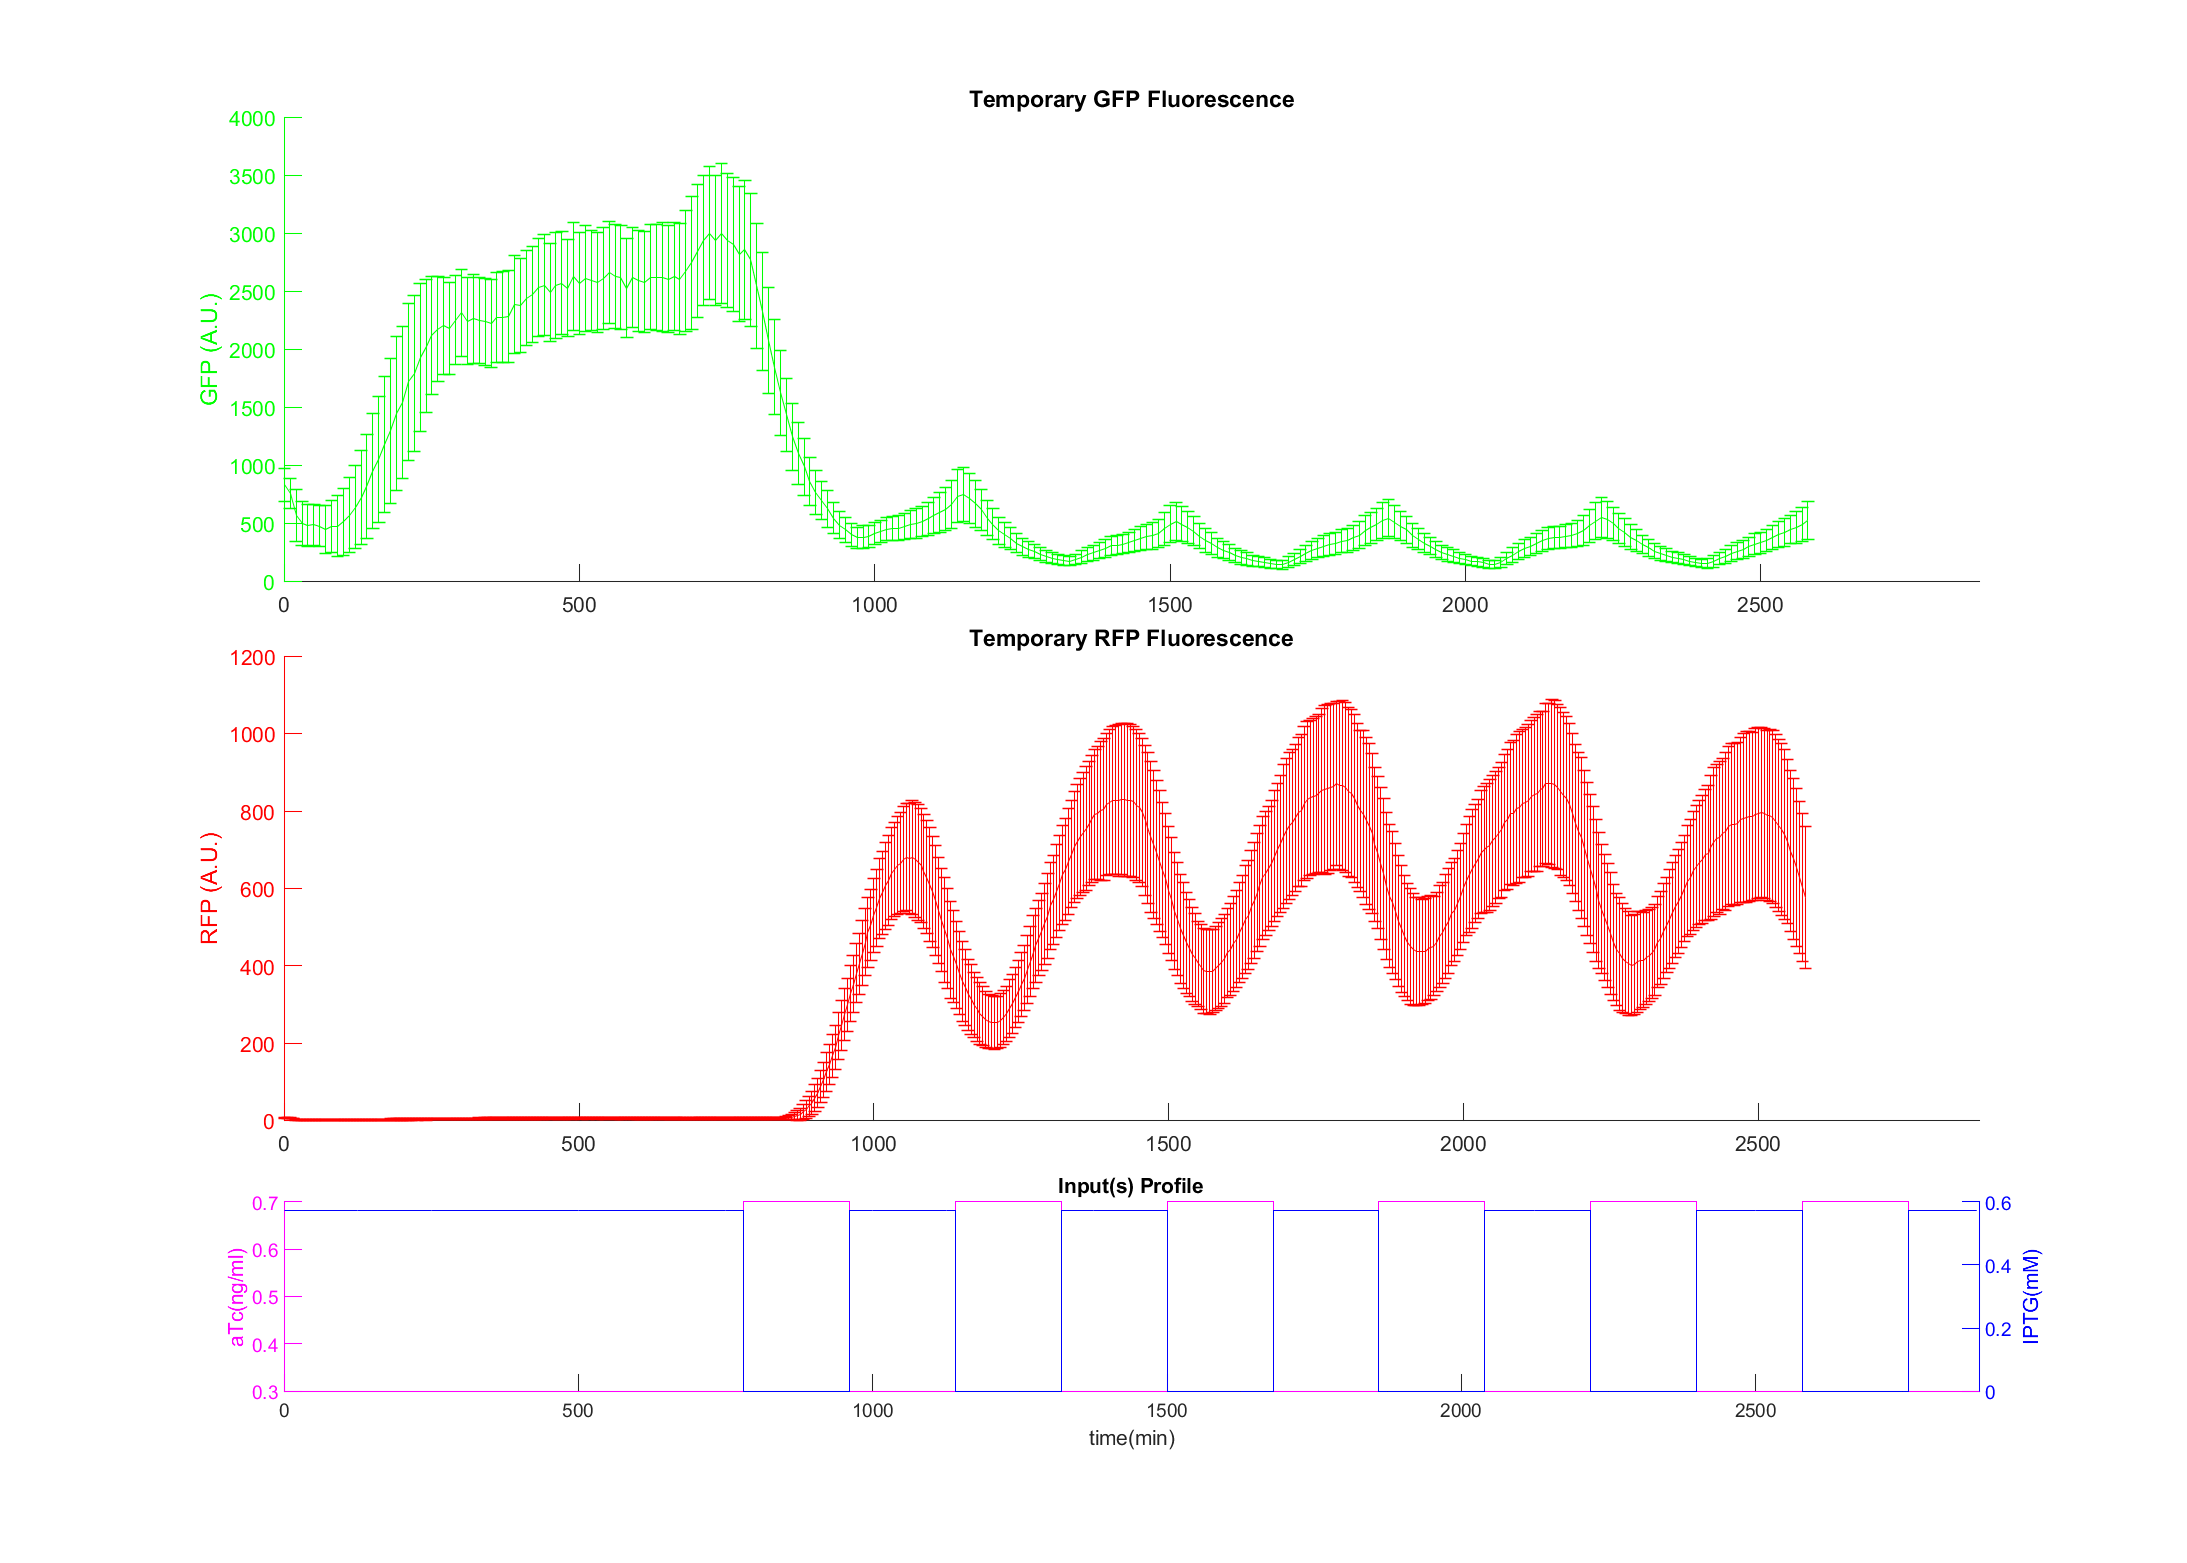 Temporary GFP Fluorescence
4000
3500
3000
2500
2000
1500
1000
500
0
GFP (A.U.)
0 500 1000 1500 2000 2500
Temporary RFP Fluorescence
1200
1000
800
600
400
200
0
RFP (A.U.)
0 500 1000 1500 2000 2500
Input(s) Profile
0.7
0.6
0.5
0.4
0.3
aTc(ng/ml)
0.6
0.4
0.2
0
IPTG(mM)
0 500 1000 1500 2000 2500
time(min)